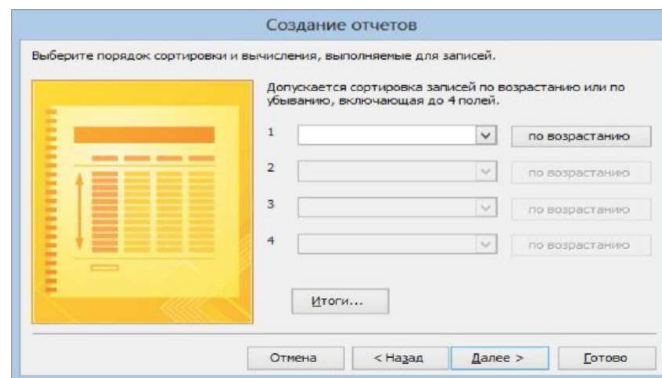 Создание отчетов
Выберите порядок сортировки и вычисления, выполняемые для записей.
Допускается сортировка записей по возрастанию или по
убыванию, включающая до 4 полей.
1 по возрастанию
2 по возрастанию
3 по возрастанию
4 по возрастанию
Итоги...
Отмена < Назад Далее > Готово